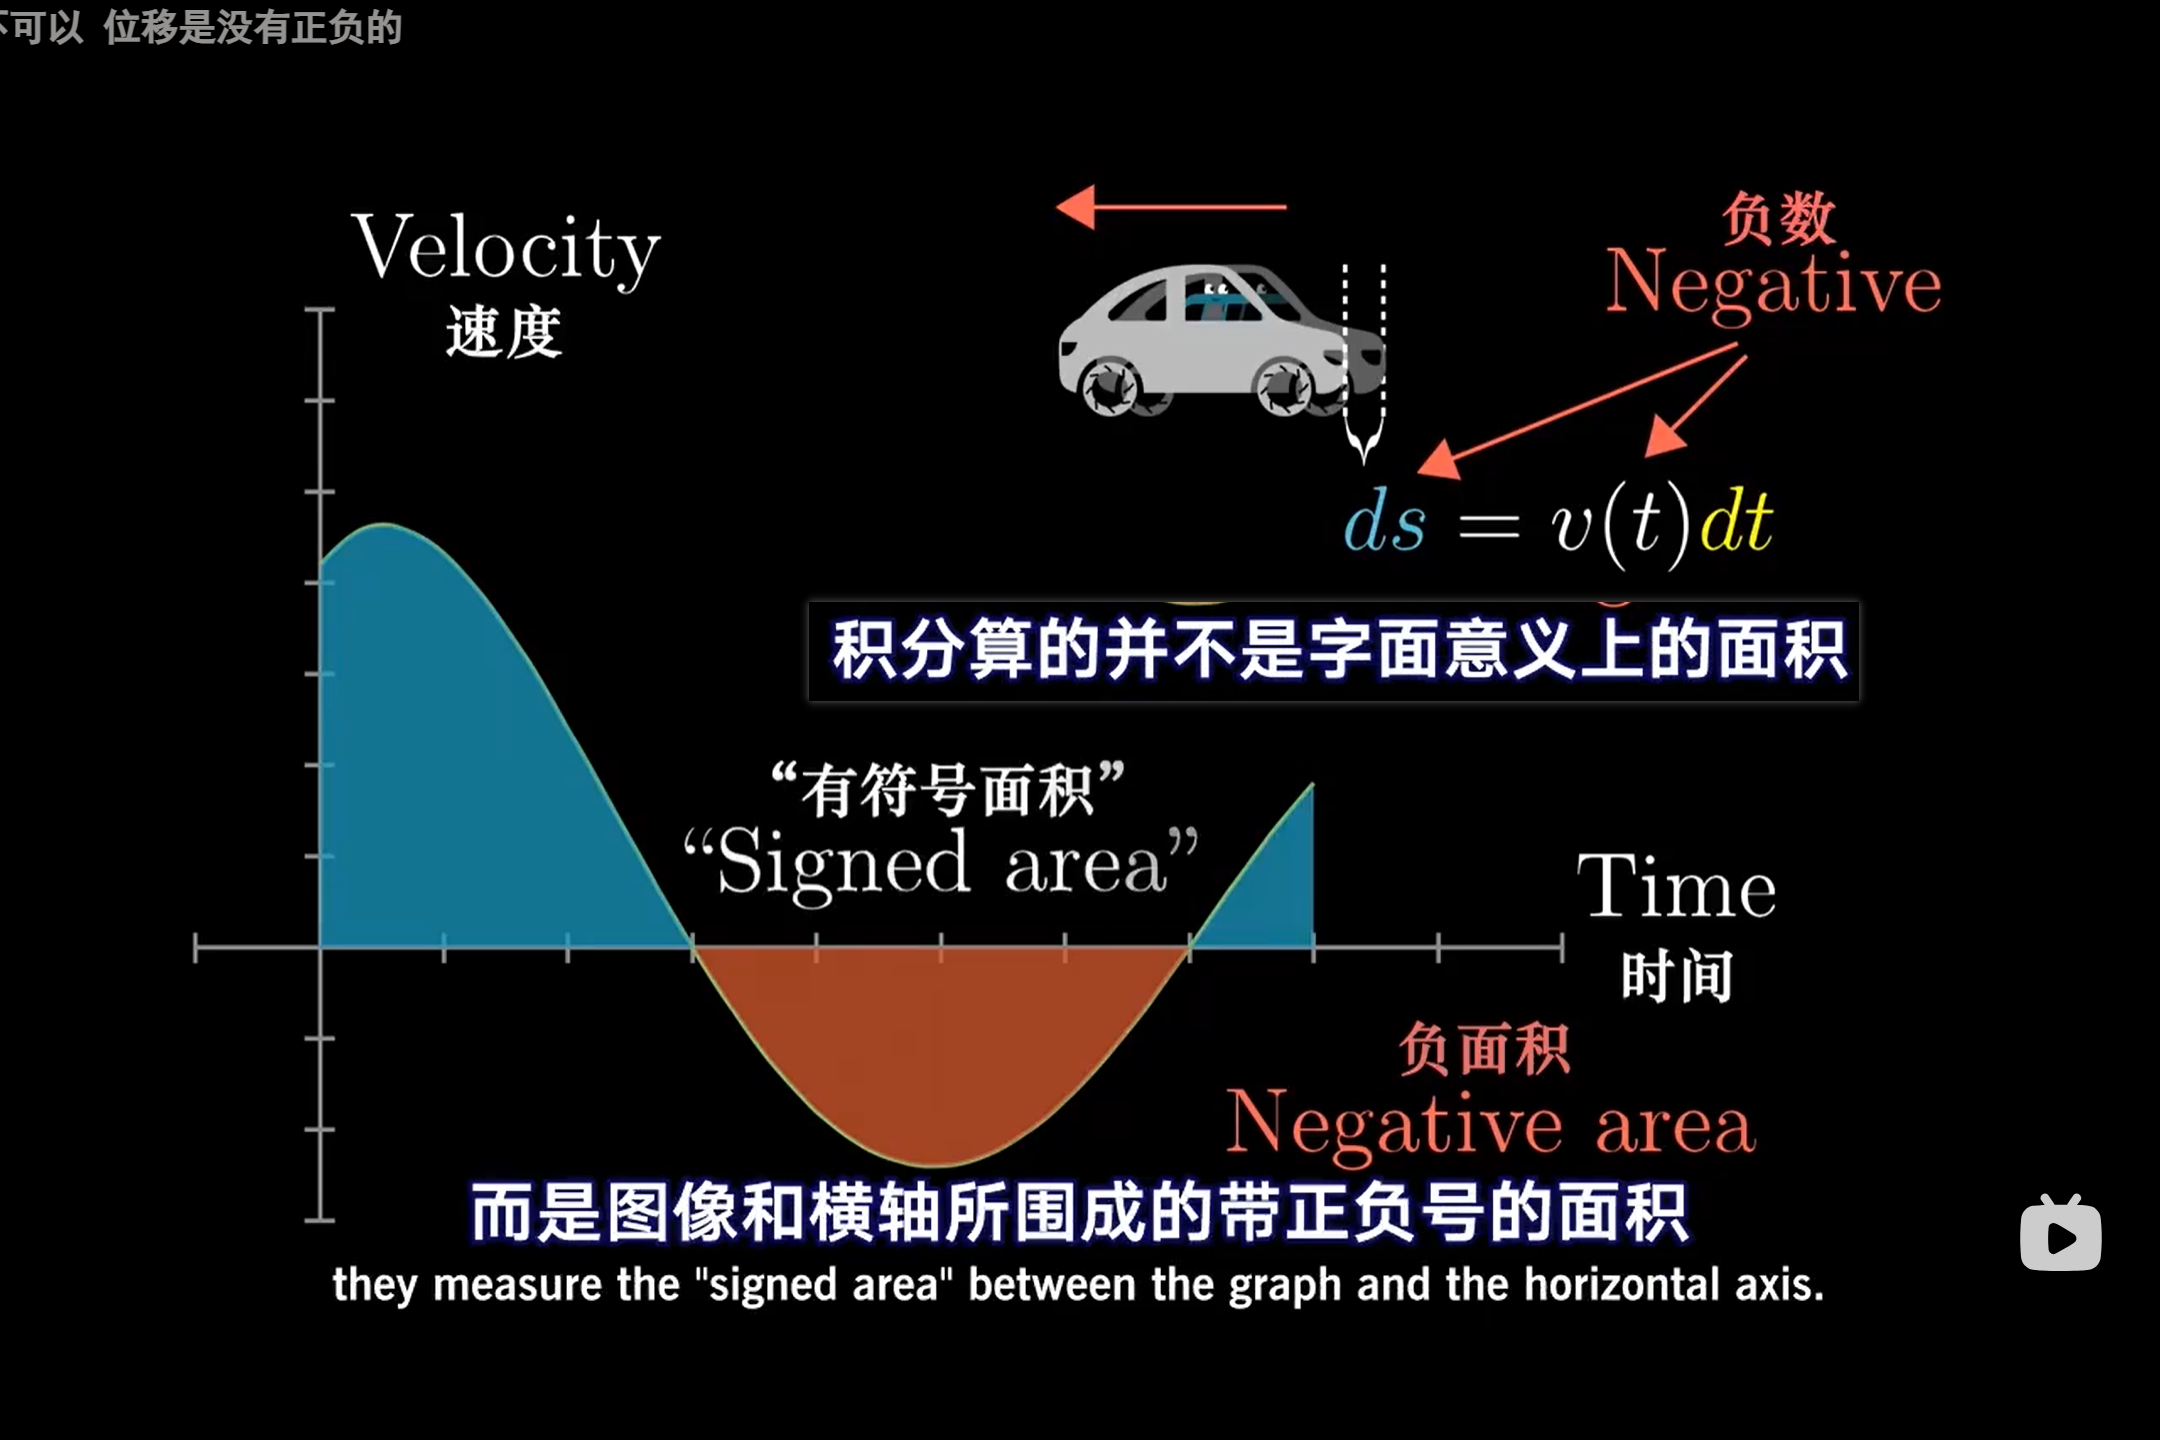 不可以 位移是没有正负的
Velocity
速度
负数
Negative
ds = v(t)dt
积分算的并不是字面意义上的面积
“有符号面积”
“Signed area”
Time
时间
负面积
Negative area
而是图像和横轴所围成的带正负号的面积
they measure the "signed area" between the graph and the horizontal axis.